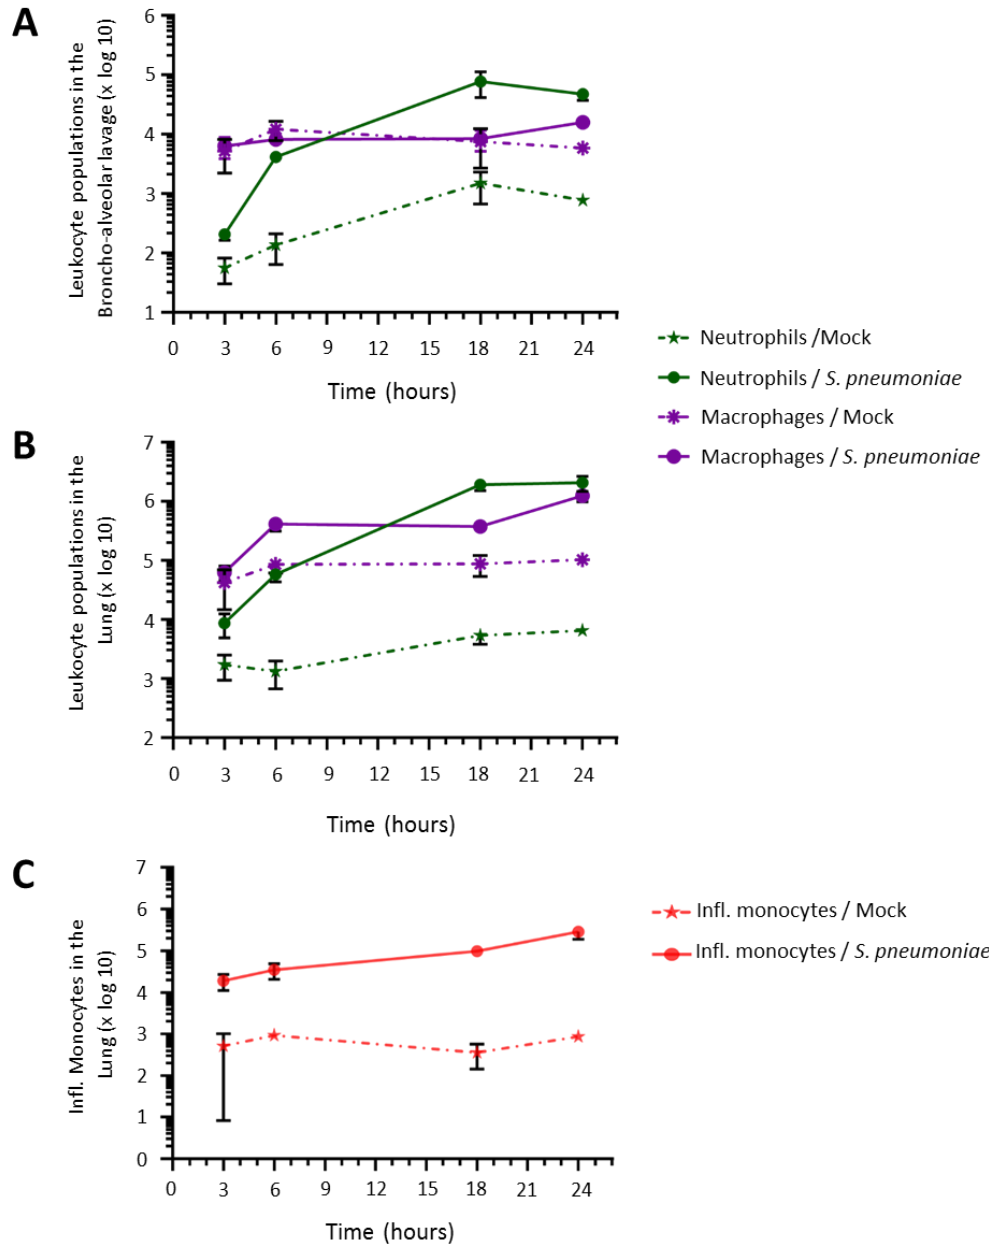 A
Leukocyte populations in the
Broncho-alveolar lavage (x log 10)
6
5
4
3
2
1
0 3 6 9 12 15 18 21 24
Time (hours)
Neutrophils /Mock
Neutrophils / S. pneumoniae
Macrophages / Mock
Macrophages / S. pneumoniae
B
Leukocyte populations in the
Lung (x log 10)
7
6
5
4
3
2
0 3 6 9 12 15 18 21 24
Time (hours)
C
Infl. Monocytes in the
Lung (x log 10)
7
6
5
4
3
2
1
0
0 3 6 9 12 15 18 21 24
Time (hours)
Infl. monocytes / Mock
Infl. monocytes / S. pneumoniae